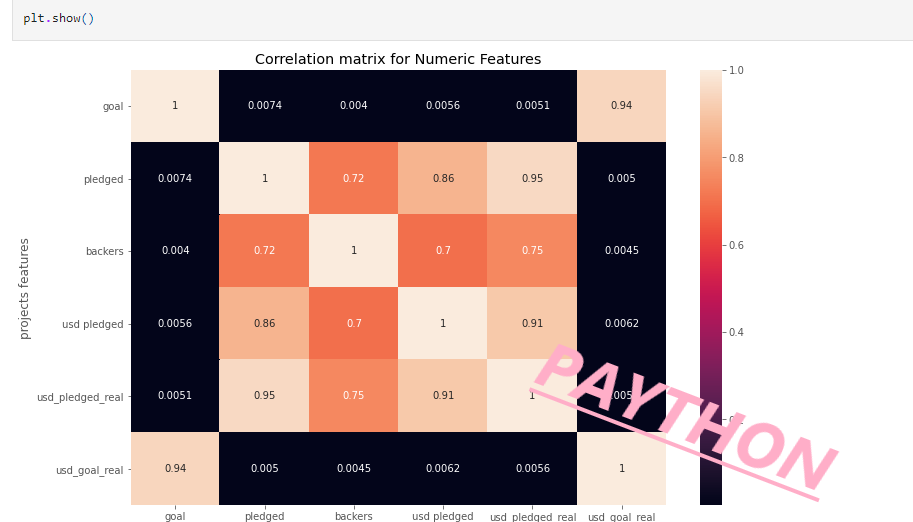 plt.show()
Correlation matrix for Numeric Features
goal 1 0.0074 0.004 0.0056 0.0051 0.94
pledged 0.0074 1 0.72 0.86 0.95 0.005
backers 0.004 0.72 1 0.7 0.75 0.0045
usd pledged 0.0056 0.86 0.7 1 0.91 0.0062
usd_pledged_real 0.0051 0.95 0.75 0.91 1
usd_goal_real 0.94 0.005 0.0045 0.0062 0.0056 1
goal pledged backers usd pledged usd_pledged_real usd_goal_real
projects features
1.0
0.8
0.6
0.4
PAYTHON